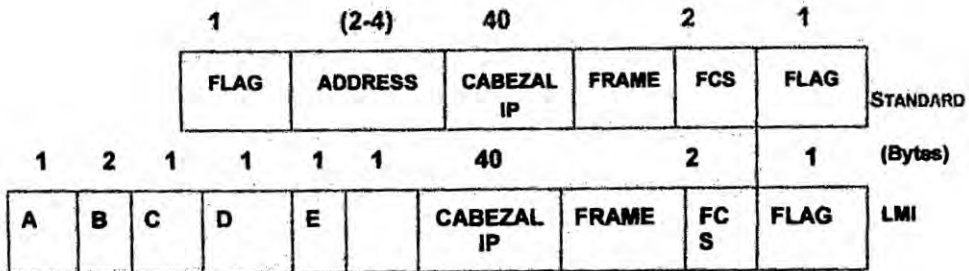 1 (2-4) 40 2 1
FLAG ADDRESS CABEZAL FRAME FCS FLAG
IP
STANDARD
1 2 1 1 1 1 40 2 1 (Bytes)
A B C D E CABEZAL FRAME FC FLAG LMI
IP S